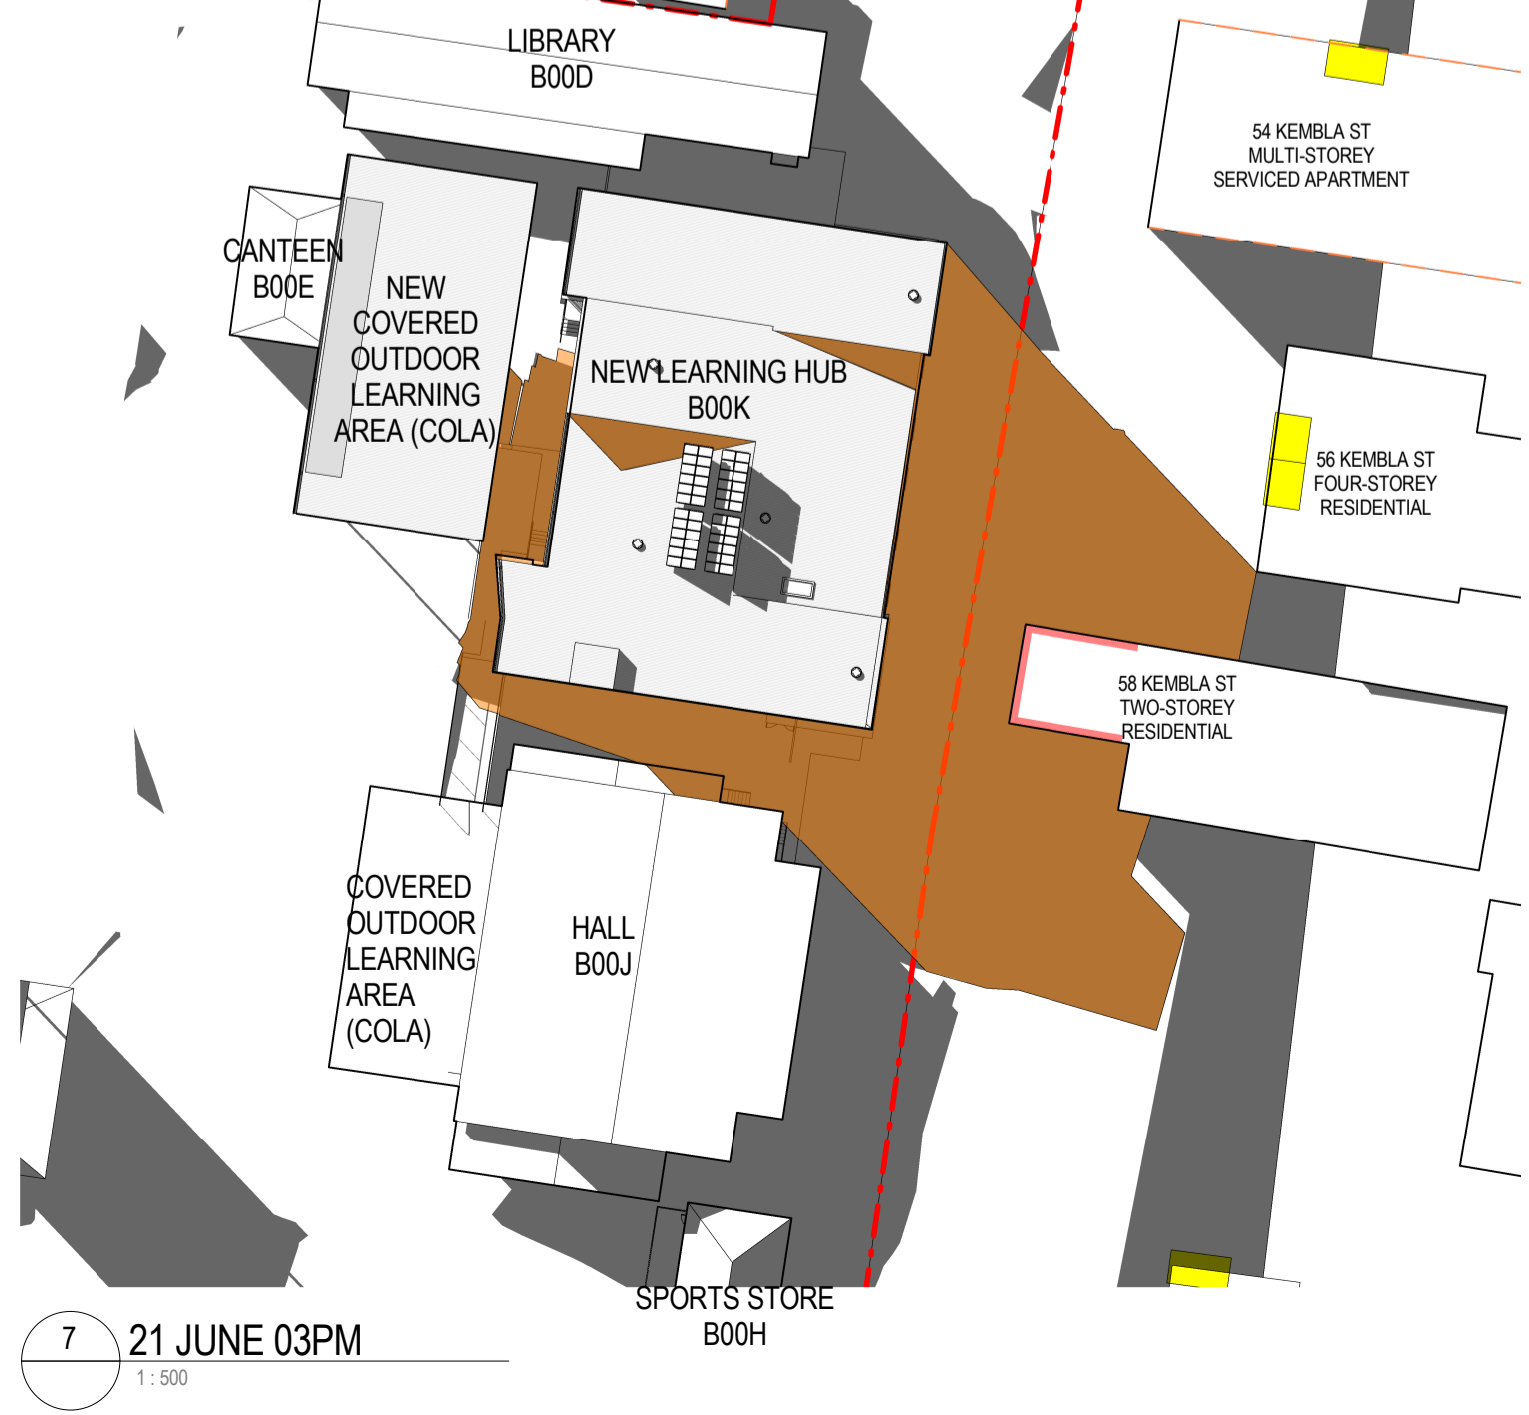 LIBRARY
B00D
54 KEMBLA ST
MULTI-STOREY
SERVICED APARTMENT
CANTEEN
B00E
NEW
COVERED
OUTDOOR
LEARNING
AREA (COLA)
NEW LEARNING HUB
B00K
56 KEMBLA ST
FOUR-STOREY
RESIDENTIAL
58 KEMBLA ST
TWO-STOREY
RESIDENTIAL
COVERED
OUTDOOR
LEARNING
AREA
(COLA)
HALL
B00J
SPORTS STORE
B00H
7
21 JUNE 03PM
1 : 500